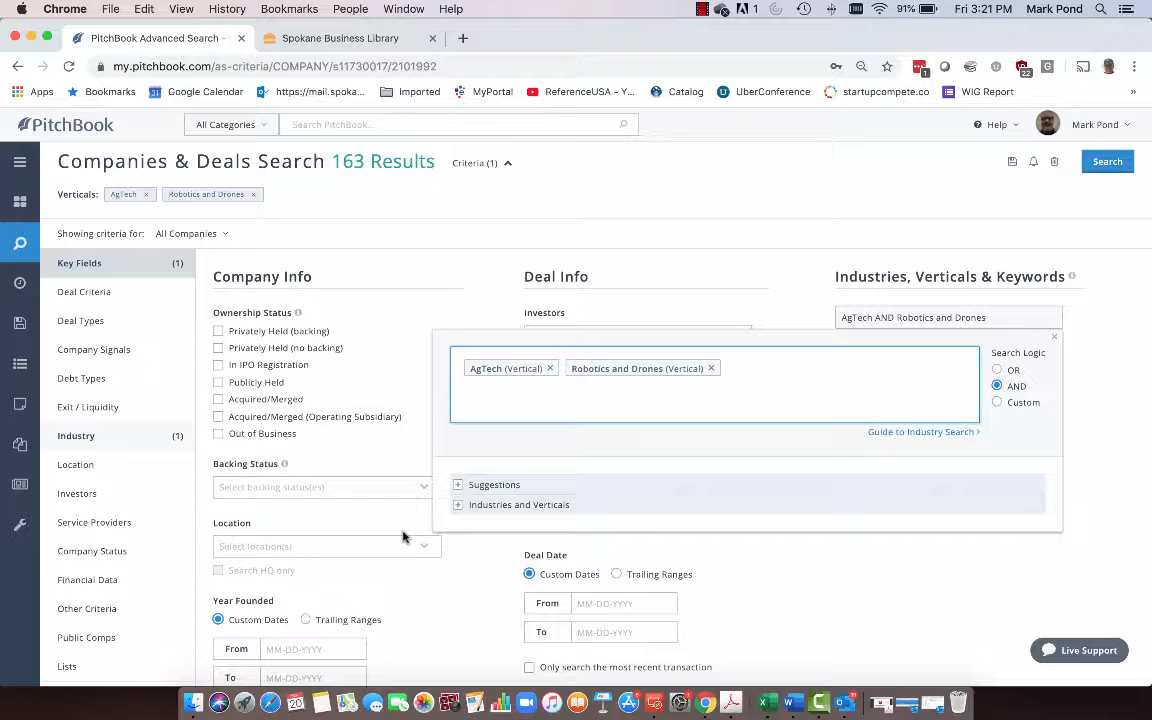 Chrome File Edit View History Bookmarks People Window Help 1 91% Fri 3:21 PM Mark Pond
PitchBook Advanced Search - Spokane Business Library
my.pitchbook.com/as-criteria/COMPANY/s11730017/2101992 1 22
Apps Bookmarks Google Calendar https://mail.spoka... Imported MyPortal ReferenceUSA - Y... Catalog UberConference startupcompete.co WIG Report »
PitchBook All Categories Search PitchBook... Help Mark Pond
Companies & Deals Search 163 Results Criteria (1) Search
Verticals: AgTech × Robotics and Drones ×
Showing criteria for: All Companies
Key Fields (1)
Deal Criteria
Deal Types
Company Signals
Debt Types
Exit / Liquidity
Industry (1)
Location
Investors
Service Providers
Company Status
Financial Data
Other Criteria
Public Comps
Lists
Company Info
Ownership Status
Privately Held (backing)
Privately Held (no backing)
In IPO Registration
Publicly Held
Acquired/Merged
Acquired/Merged (Operating Subsidiary)
Out of Business
Backing Status
Select backing status(es)
Location
Select location(s)
Search HQ only
Year Founded
Custom Dates Trailing Ranges
From MM-DD-YYYY
To MM-DD-YYYY
Deal Info
Investors
Industries, Verticals & Keywords
AgTech AND Robotics and Drones
AgTech (Vertical) × Robotics and Drones (Vertical) ×
Search Logic
OR
AND
Custom
Guide to Industry Search >
Suggestions
Industries and Verticals
Deal Date
Custom Dates Trailing Ranges
From MM-DD-YYYY
To MM-DD-YYYY
Only search the most recent transaction
Live Support